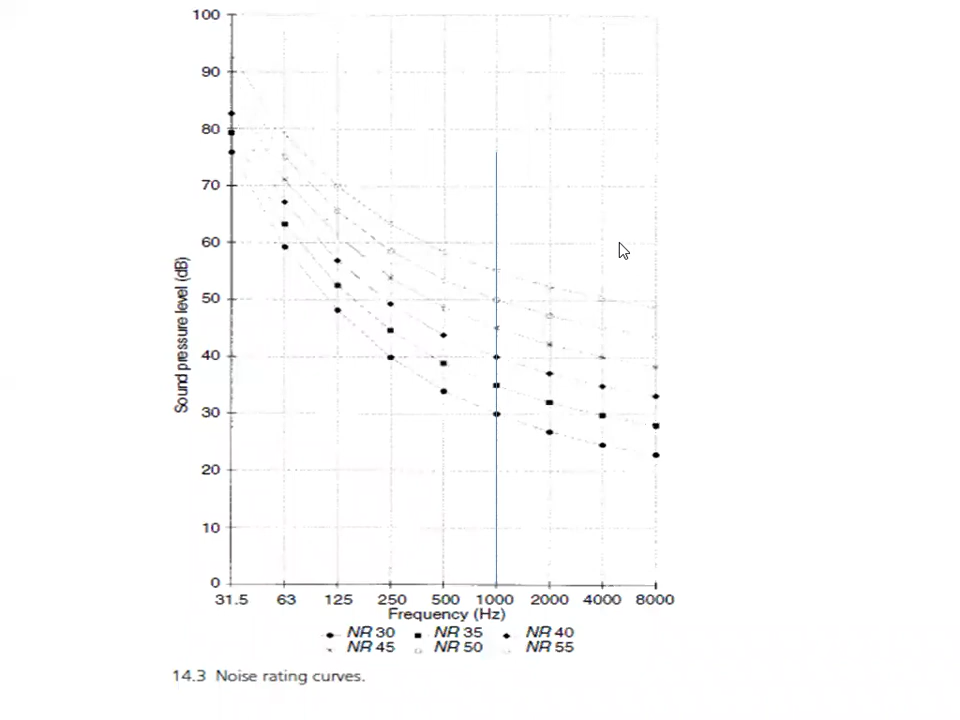 100
90
80
70
60
50
40
30
20
10
0
Sound pressure level (dB)
31.5 63 125 250 500 1000 2000 4000 8000
Frequency (Hz)
NR 30 NR 35 NR 40
NR 45 NR 50 NR 55
14.3 Noise rating curves.